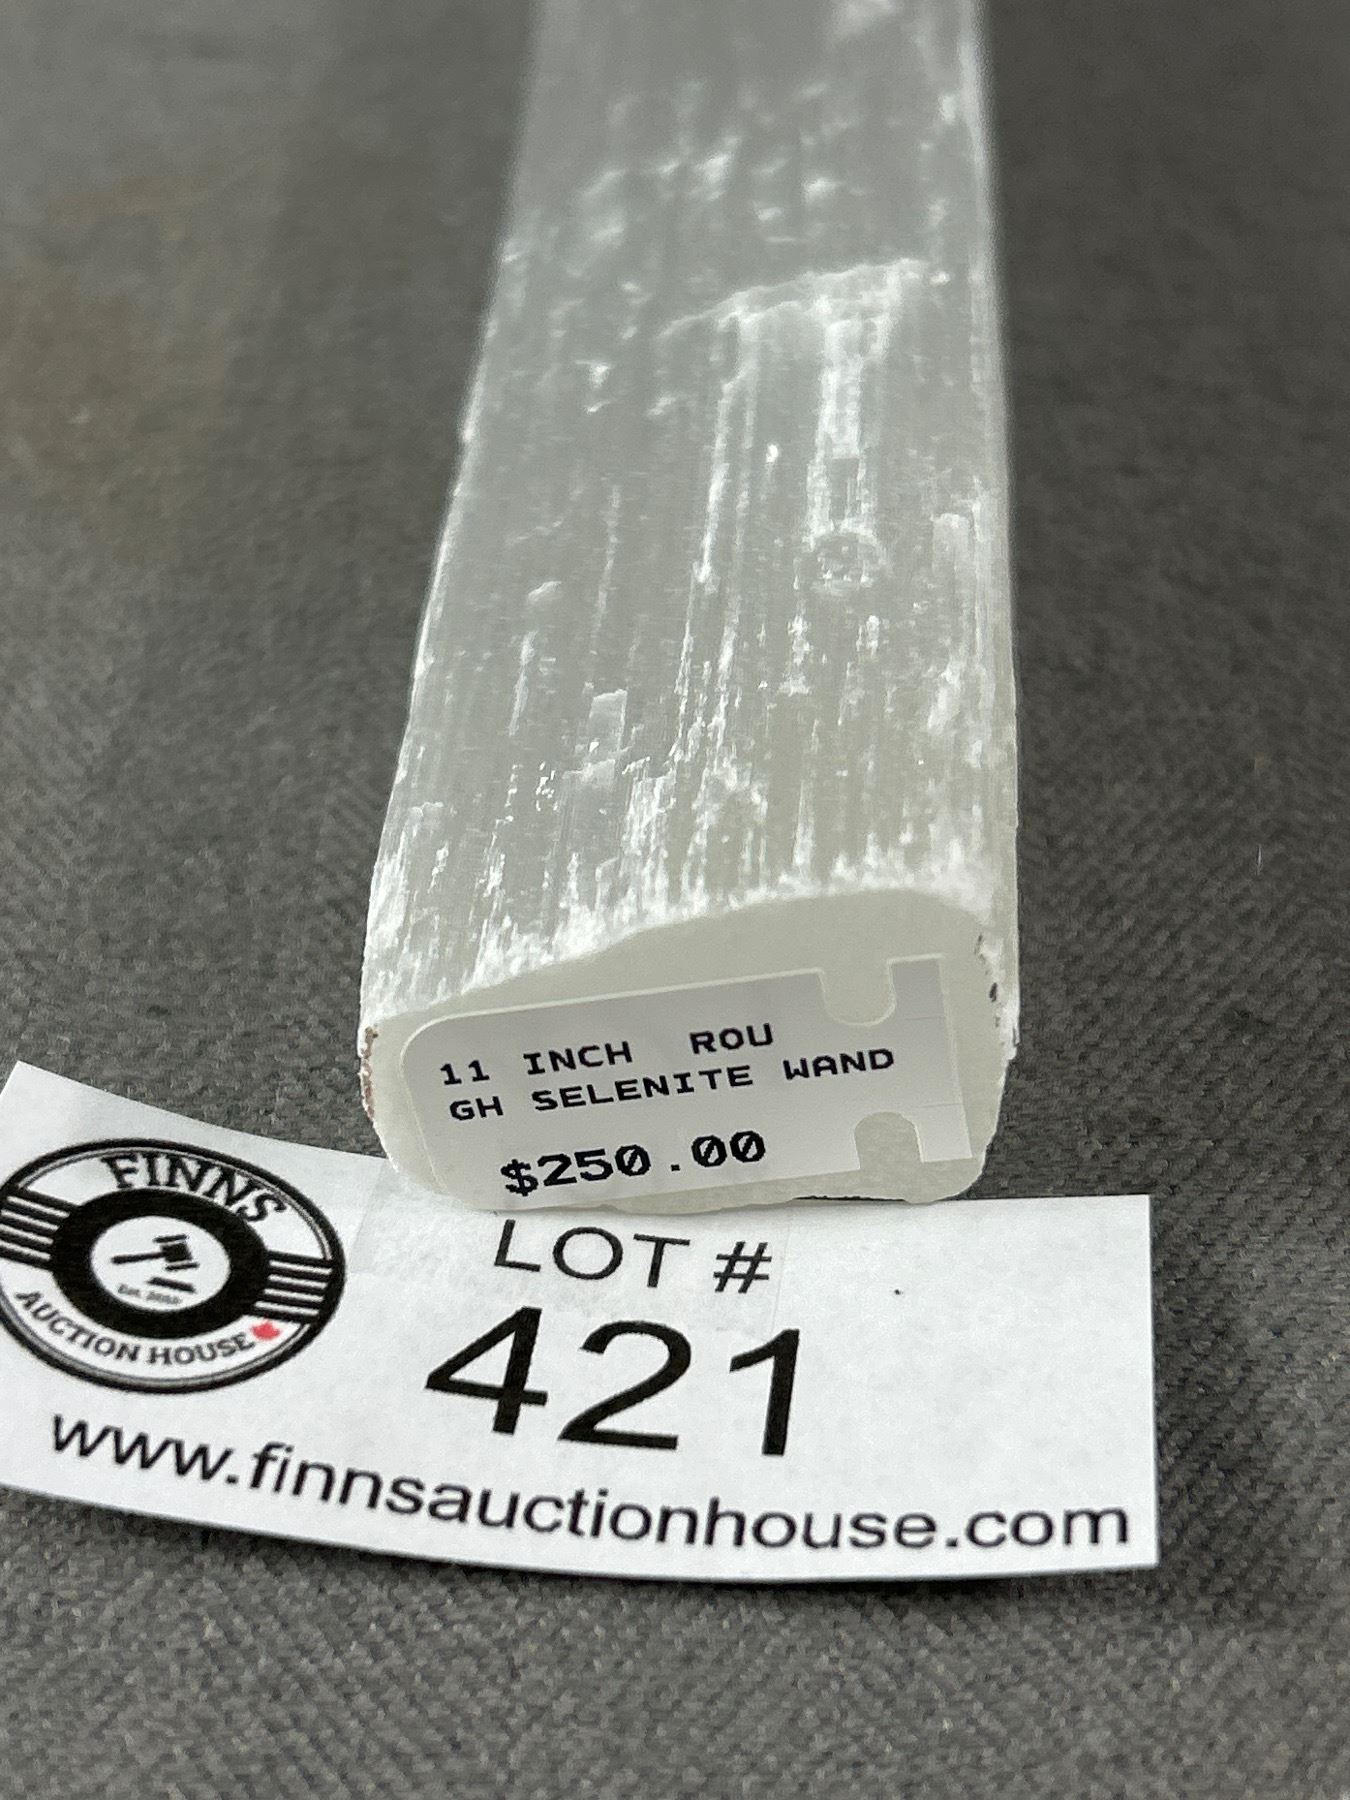 11 INCH ROU
GH SELENITE WAND
$250.00
FINNS
AUCTION HOUSE
LOT #
421
www.finnsauctionhouse.com